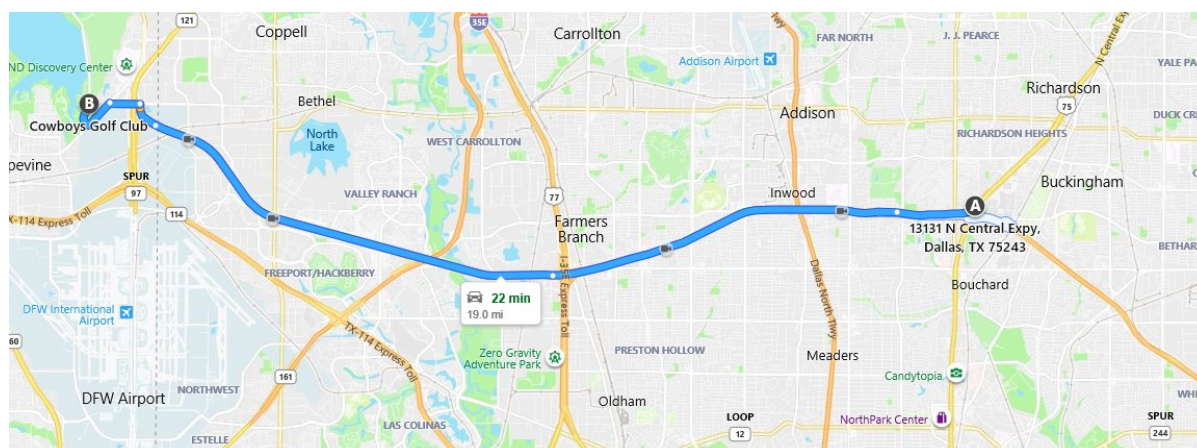 121
Coppell
35E
Carrollton
FAR NORTH
J. J. PEARCE
N Central Exp
YALE PA
ND Discovery Center
Addison Airport
Richardson
B
Bethel
75
Cowboys Golf Club
North
Lake
WEST CARROLLTON
Addison
DUCK CR
RICHARDSON HEIGHTS
pevine
SPUR
97
VALLEY RANCH
77
Inwood
Buckingham
TX-114 Express Toll
114
Farmers
Branch
A
13131 N Central Expy,
Dallas, TX 75243
BETHAR
FREEPORT/HACKBERRY
I-35E Express Toll
Dallas North Tlwy
Bouchard
22 min
19.0 mi
DFW International
Airport
60
TX-114 Express Toll
Zero Gravity
Adventure Park
PRESTON HOLLOW
Meaders
161
NORTHWEST
Candytopia
DFW Airport
Oldham
LOOP
12
NorthPark Center
SPUR
244
ESTELLE
LAS COLINAS